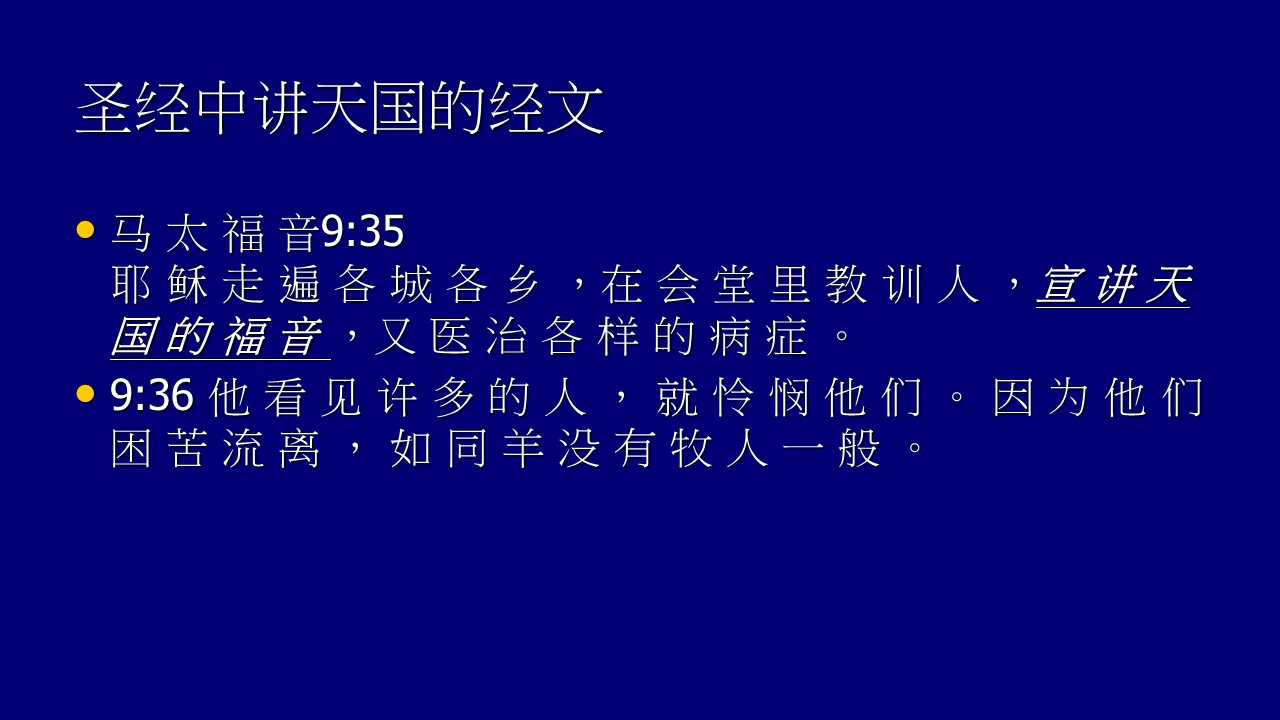 圣经中讲天国的经文
马太福音9:35
耶稣走遍各城各乡，在会堂里教训人，宣讲天
国的福音，又医治各样的病症。
9:36 他看见许多的人，就怜悯他们。因为他们
困苦流离，如同羊没有牧人一般。